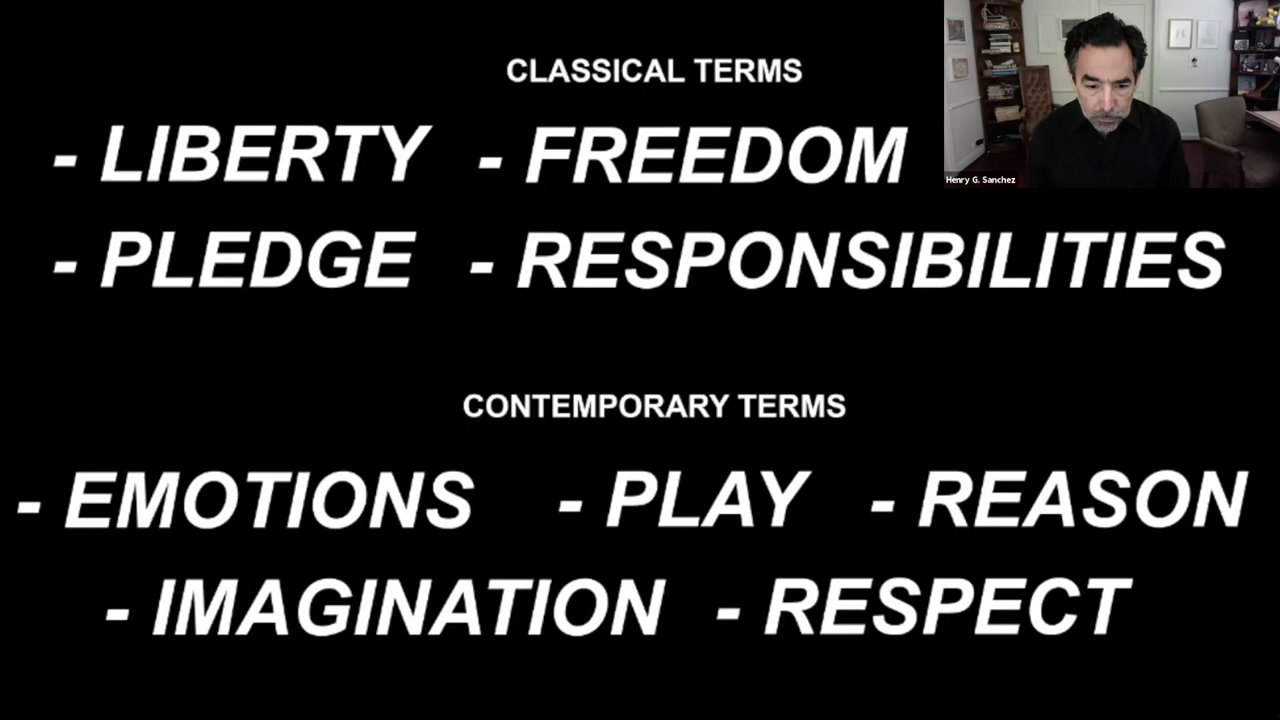 CLASSICAL TERMS
- LIBERTY - FREEDOM
- PLEDGE - RESPONSIBILITIES
CONTEMPORARY TERMS
- EMOTIONS - PLAY - REASON
- IMAGINATION - RESPECT
Henry G. Sanchez